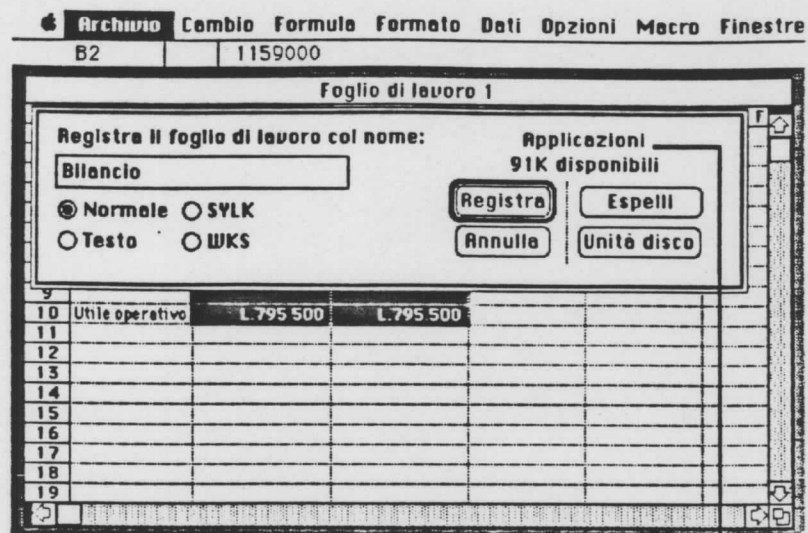 Archivio Cambio Formula Formato Dati Opzioni Macro Finestre
B2 1159000
Foglio di lavoro 1
F
Registra il foglio di lavoro col nome:
Bilancio
Normale SYLK
Testo WKS
Applicazioni
91K disponibili
Registra Espelli
Annulla Unità disco
9
10 Utile operativo L.795 500 L.795 500
11
12
13
14
15
16
17
18
19